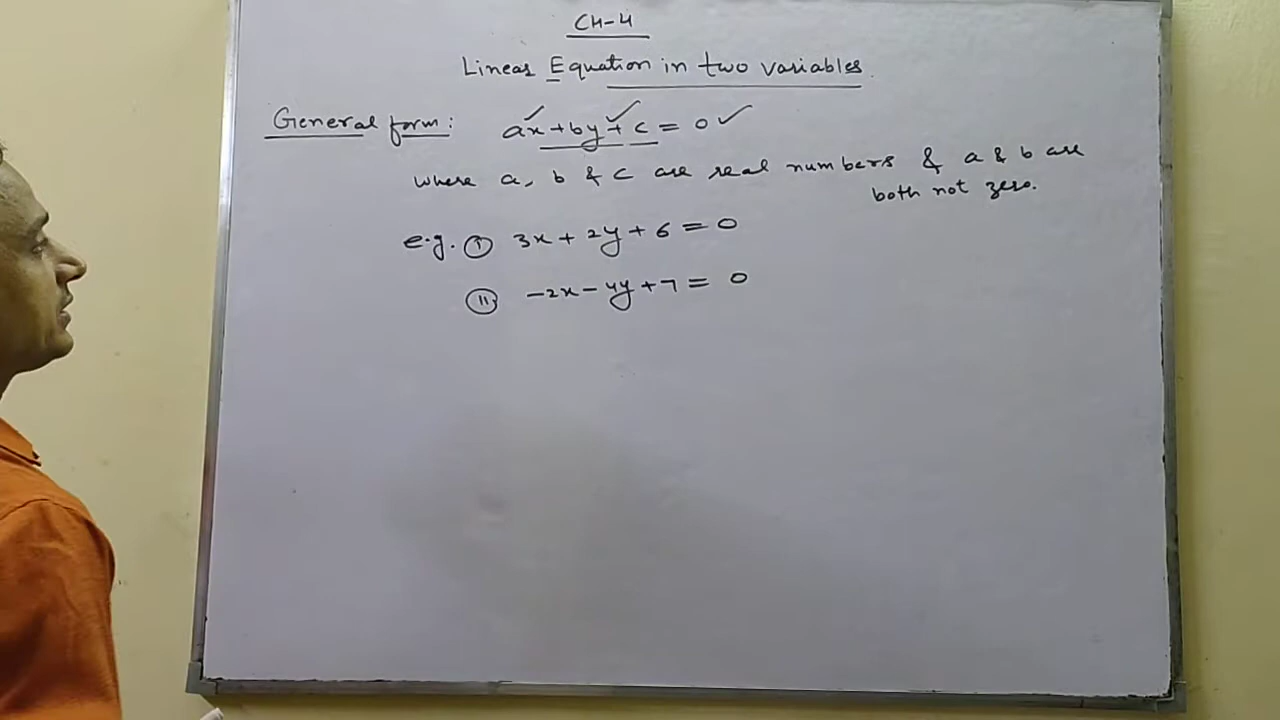 CH-4
Linear Equation in two variables.
General form: ax+by+c=0
where a, b & c are real numbers & a & b are
both not zero.
e.g. (i) 3x+2y+6=0
(ii) -2x-4y+7=0